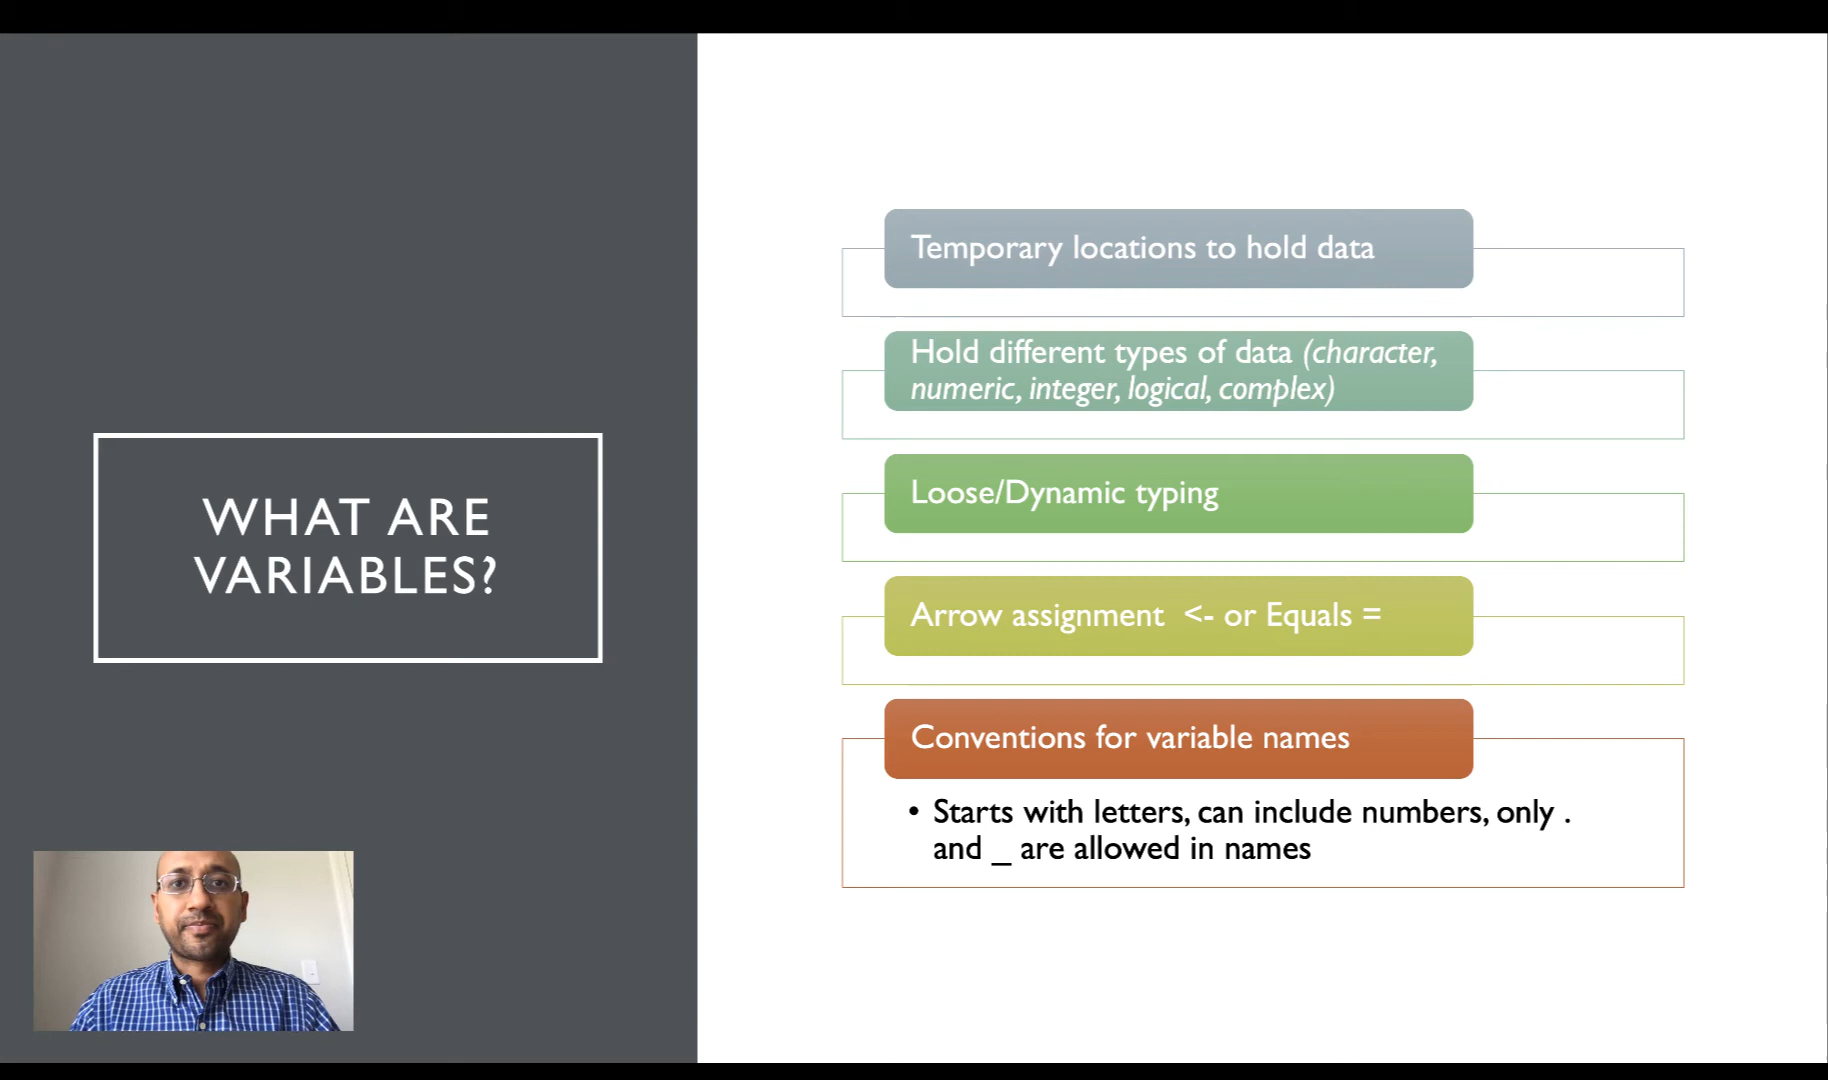 WHAT ARE
VARIABLES?
Temporary locations to hold data
Hold different types of data (character,
numeric, integer, logical, complex)
Loose/Dynamic typing
Arrow assignment <- or Equals =
Conventions for variable names
• Starts with letters, can include numbers, only .
and _ are allowed in names